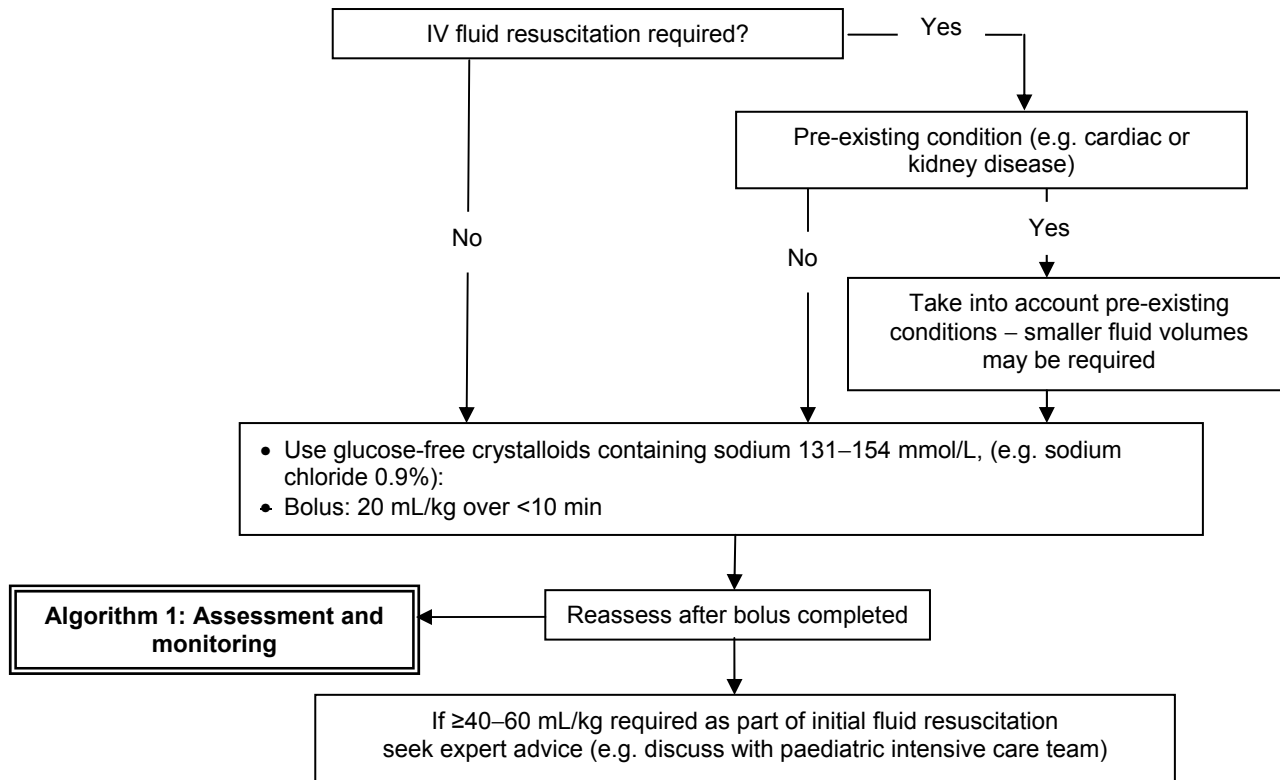 IV fluid resuscitation required?
Yes
Pre-existing condition (e.g. cardiac or
kidney disease)
No
No
Yes
Take into account pre-existing
conditions – smaller fluid volumes
may be required
• Use glucose-free crystalloids containing sodium 131–154 mmol/L, (e.g. sodium
chloride 0.9%):
• Bolus: 20 mL/kg over <10 min
Algorithm 1: Assessment and
monitoring
Reassess after bolus completed
If ≥40–60 mL/kg required as part of initial fluid resuscitation
seek expert advice (e.g. discuss with paediatric intensive care team)